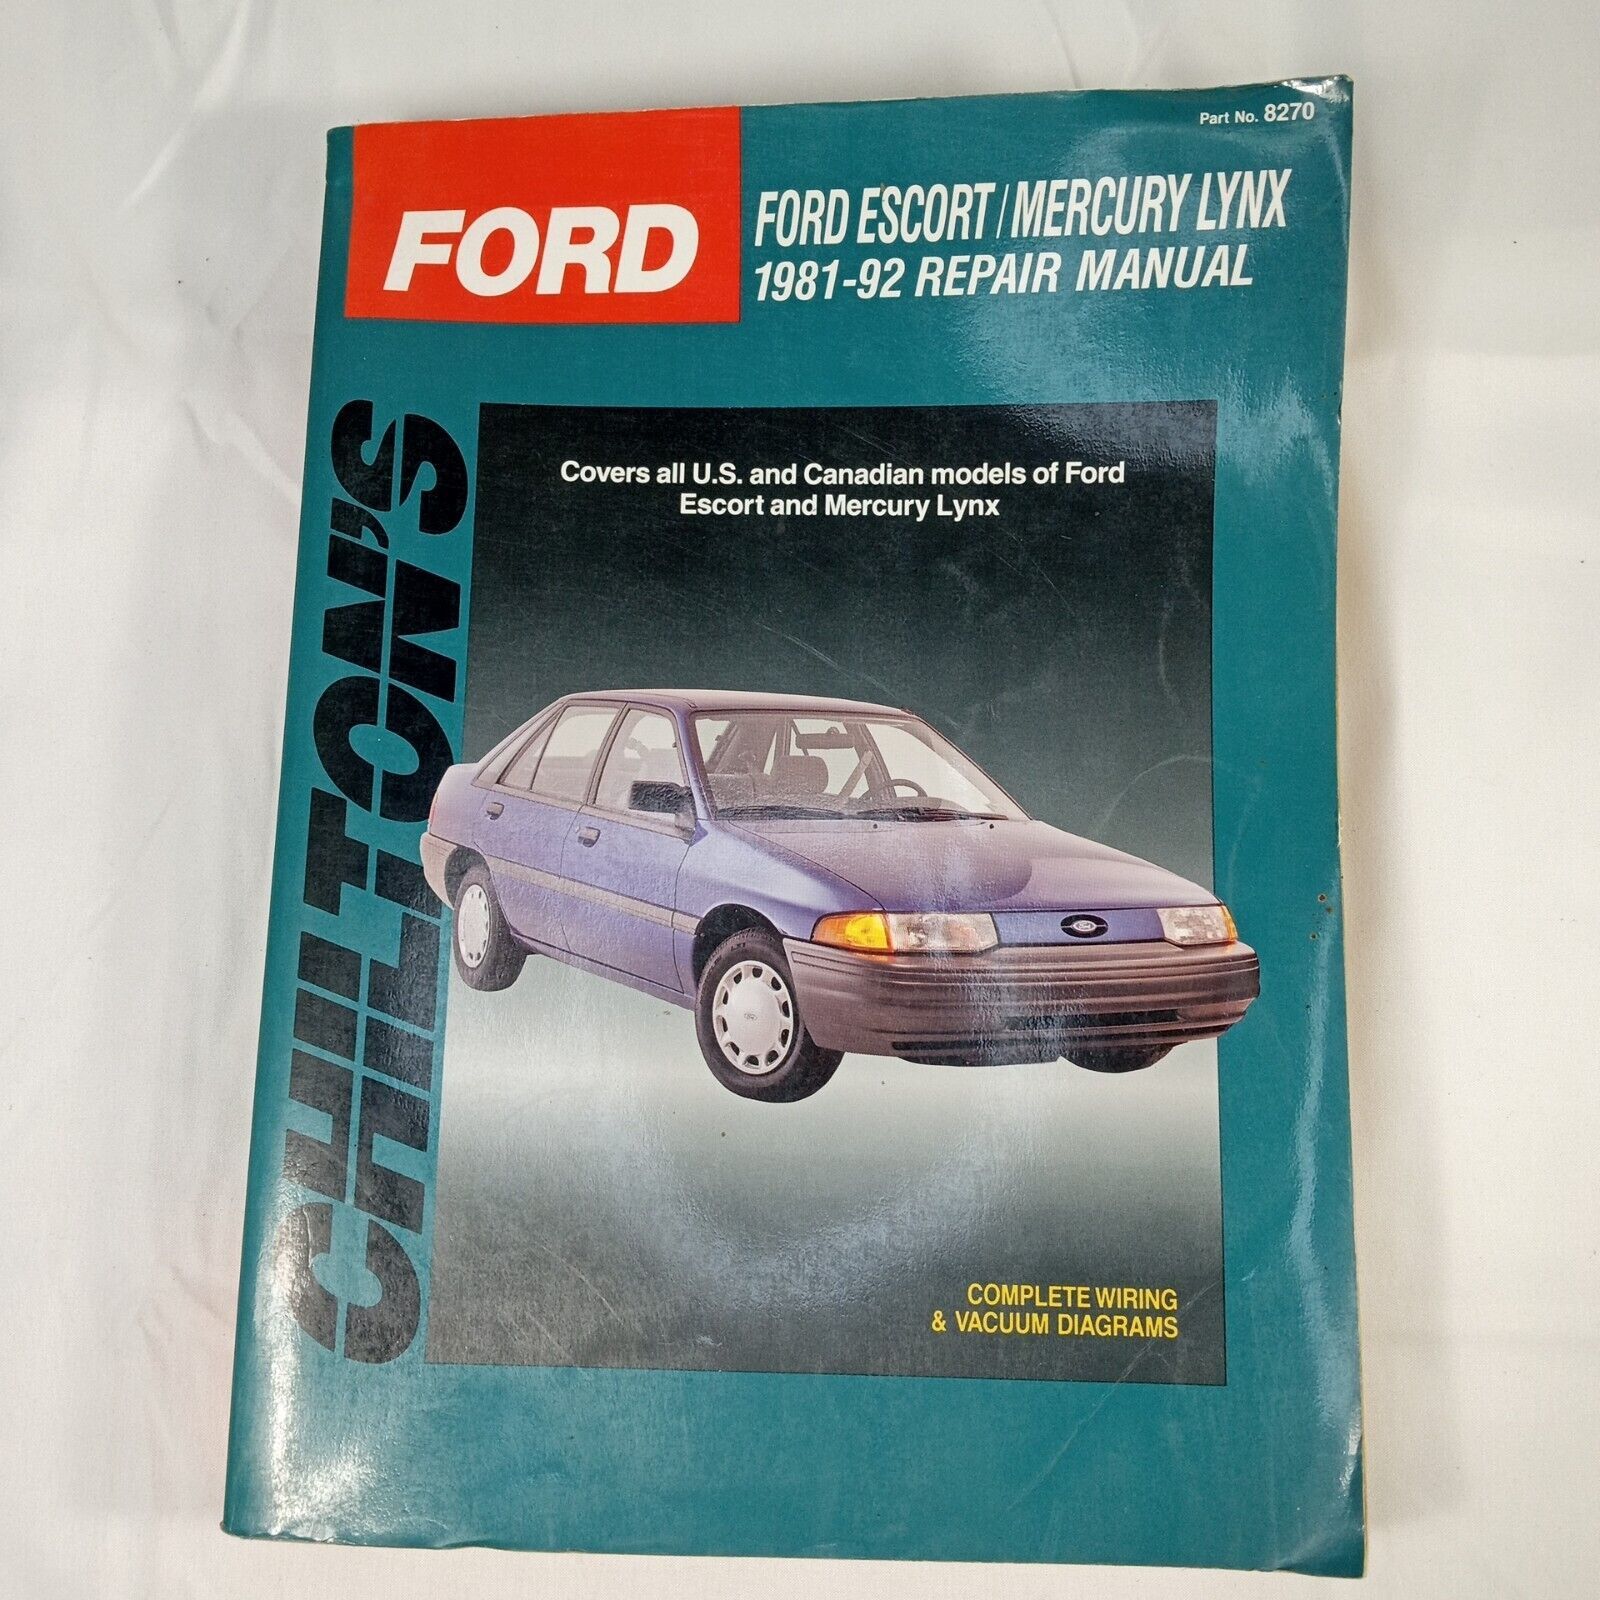 Part No. 8270
FORD
FORD ESCORT/MERCURY LYNX
1981-92 REPAIR MANUAL
CHILTON'S
Covers all U.S. and Canadian models of Ford
Escort and Mercury Lynx
Ford
COMPLETE WIRING
& VACUUM DIAGRAMS